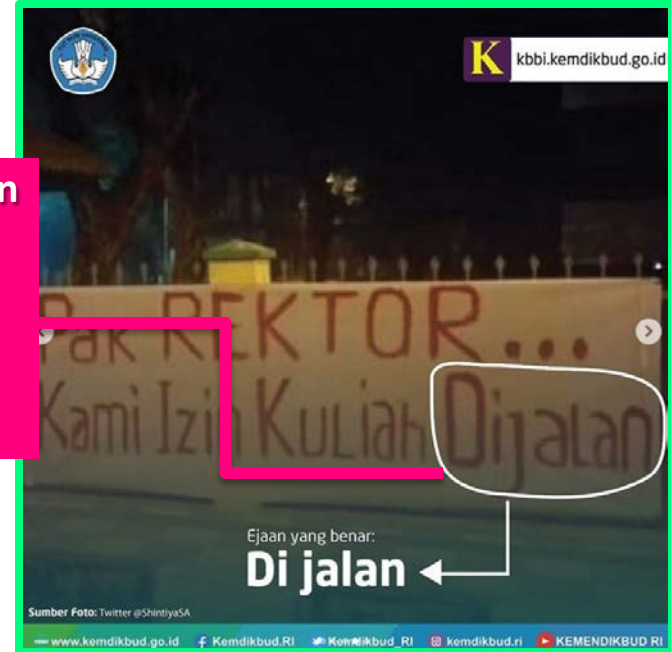 K kbbi.kemdikbud.go.id
n
Pak REKTOR...
Kami Izin Kuliah Dijalan
Ejaan yang benar:
Di jalan
Sumber Foto: Twitter @ShintiyaSA
www.kemdikbud.go.id Kemdikbud.RI Kemdikbud_RI kemdikbud.ri KEMENDIKBUD RI